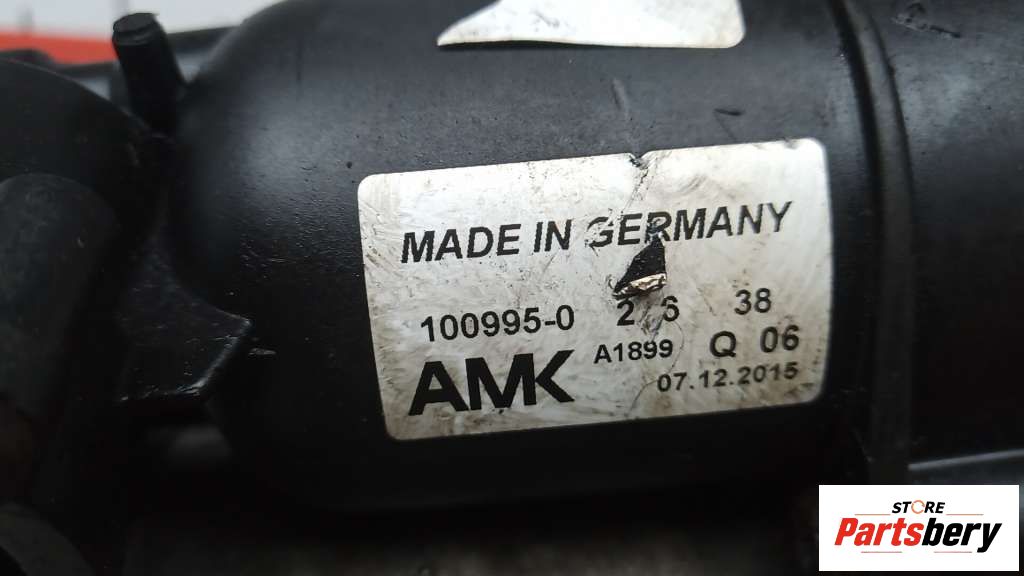 MADE IN GERMANY
100995-0 2 6 38
AMK A1899 Q 06
07.12.2015
STORE
Partsbery